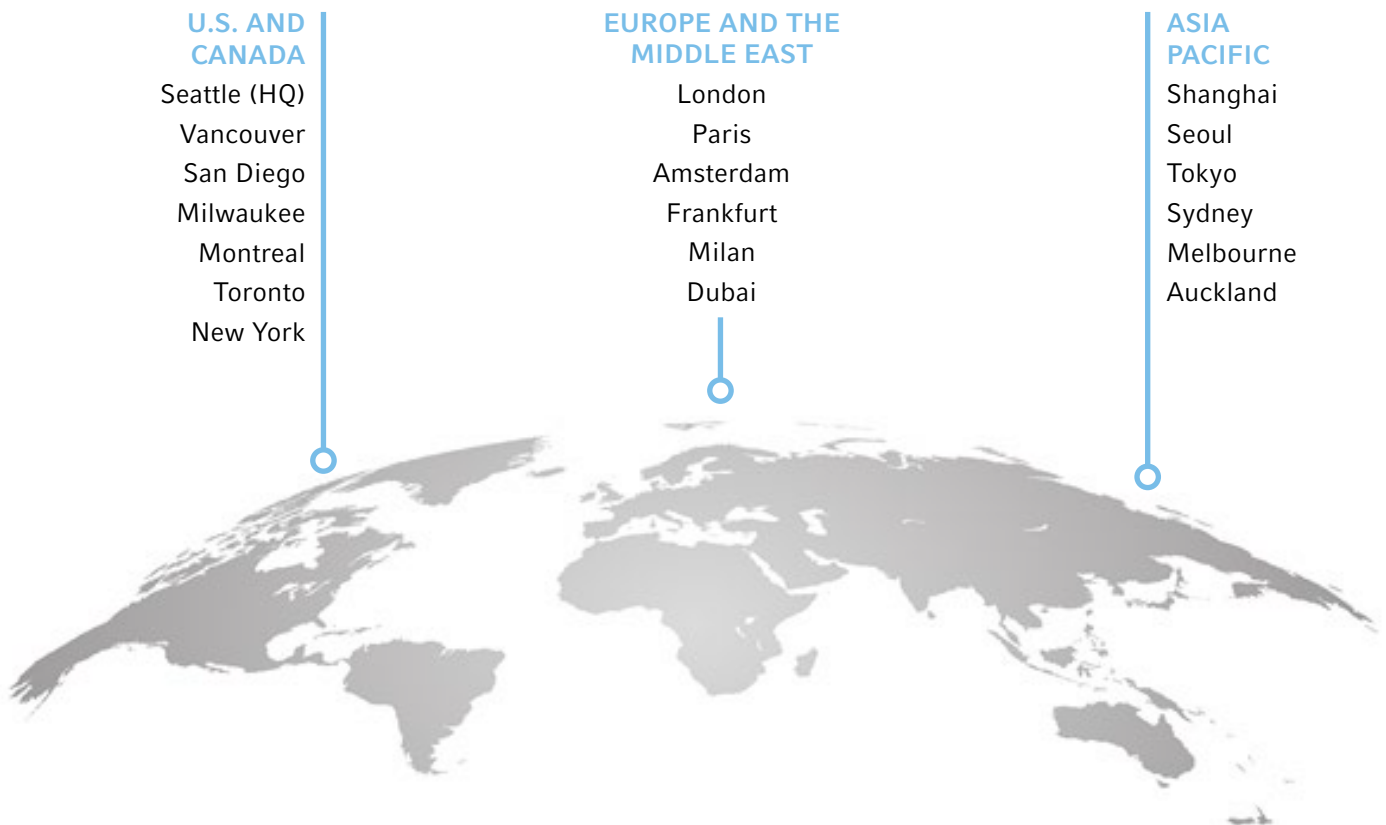 U.S. AND
CANADA
Seattle (HQ)
Vancouver
San Diego
Milwaukee
Montreal
Toronto
New York
EUROPE AND THE
MIDDLE EAST
London
Paris
Amsterdam
Frankfurt
Milan
Dubai
ASIA
PACIFIC
Shanghai
Seoul
Tokyo
Sydney
Melbourne
Auckland